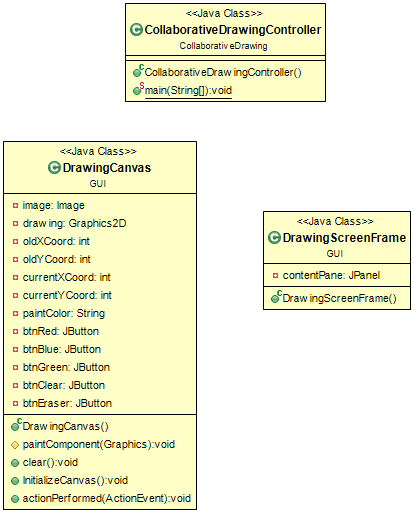 <<Java Class>>
CollaborativeDrawingController
CollaborativeDrawing
CollaborativeDrawingController()
main(String[]):void
<<Java Class>>
DrawingCanvas
GUI
image: Image
drawing: Graphics2D
oldXCoord: int
oldYCoord: int
currentXCoord: int
currentYCoord: int
paintColor: String
btnRed: JButton
btnBlue: JButton
btnGreen: JButton
btnClear: JButton
btnEraser: JButton
DrawingCanvas()
paintComponent(Graphics):void
clear():void
InitializeCanvas():void
actionPerformed(ActionEvent):void
<<Java Class>>
DrawingScreenFrame
GUI
contentPane: JPanel
DrawingScreenFrame()